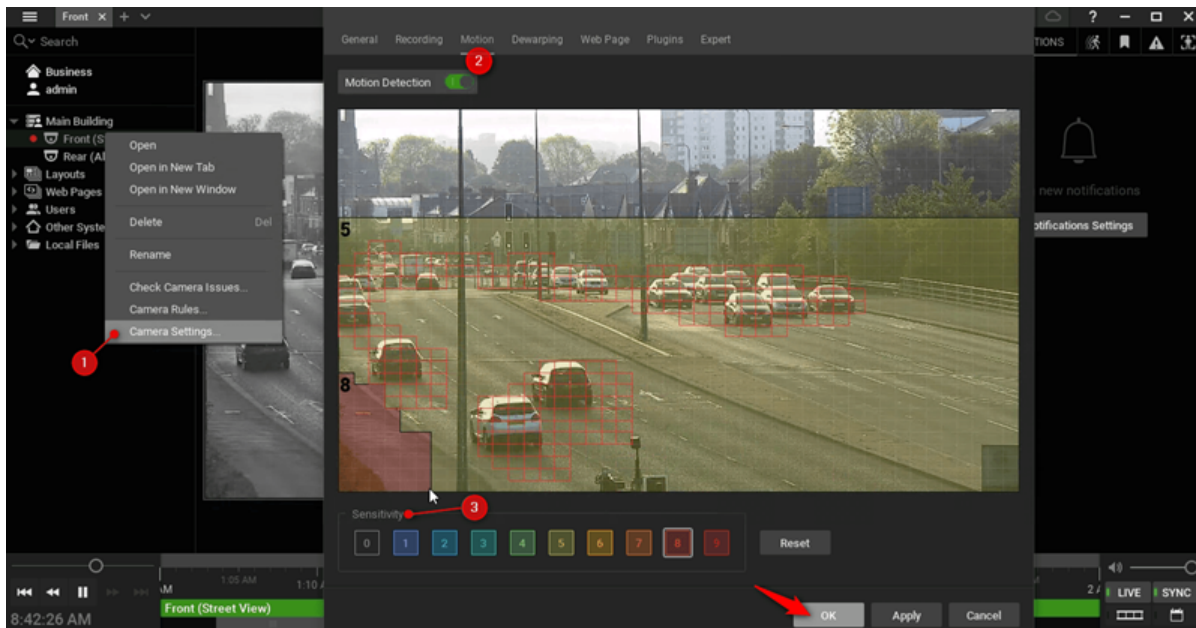 Front
Search
General Recording Motion Dewarping Web Page Plugins Expert
2
Motion Detection
Business
admin
Main Building
Front (S
Rear (Al
Layouts
Web Pages
Users
Other Syste
Local Files
Open
Open in New Tab
Open in New Window
Delete Del
Rename
Check Camera Issues...
Camera Rules...
Camera Settings...
1
5
8
new notifications
otifications Settings
Sensitivity
3
0 1 2 3 4 5 6 7 8 9
Reset
OK Apply Cancel
1:05 AM
1:10
Front (Street View)
8:42:26 AM
LIVE SYNC